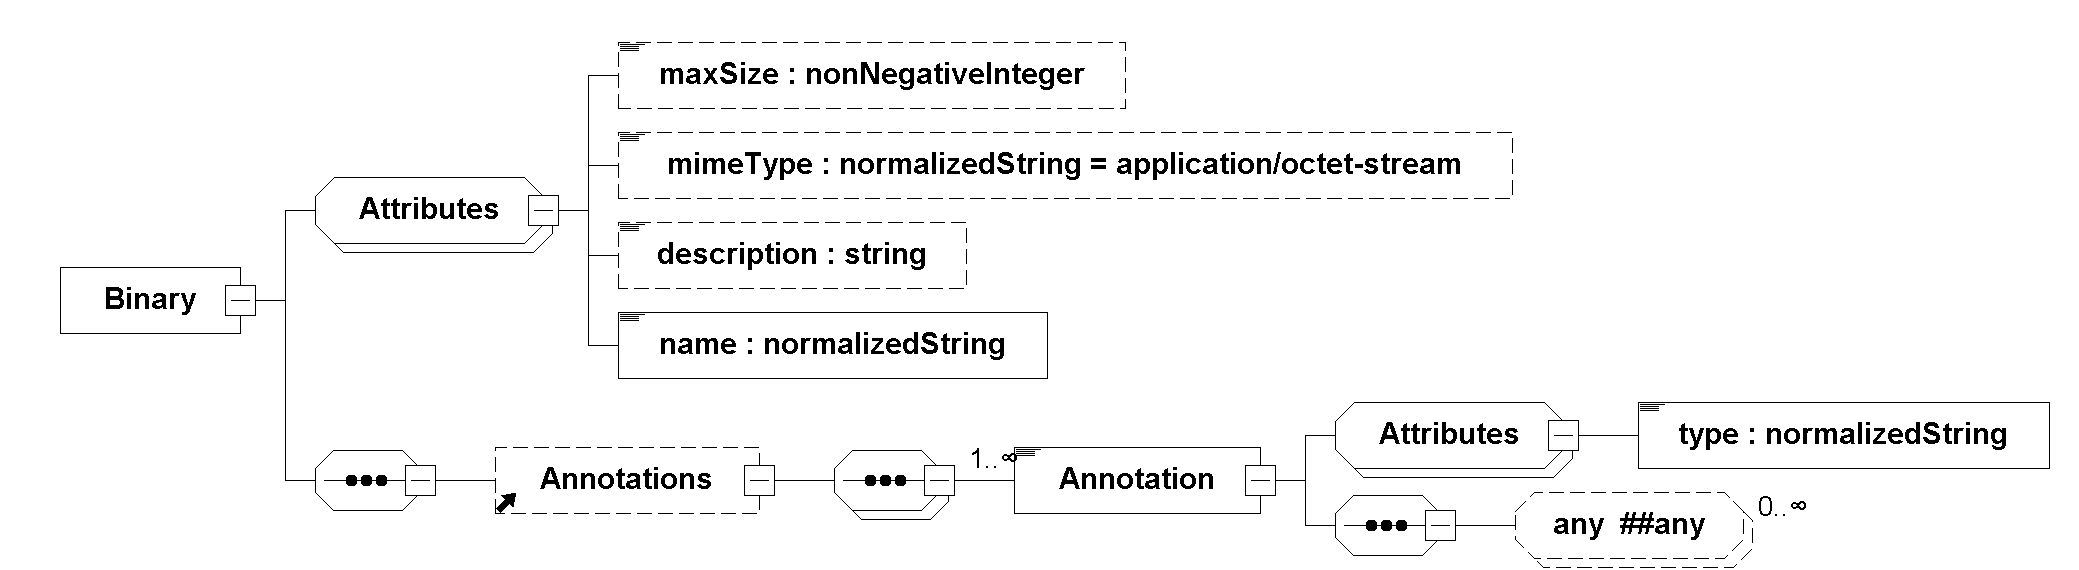 maxSize : nonNegativeInteger
mimeType : normalizedString = application/octet-stream
Attributes
description : string
Binary
name : normalizedString
Attributes
type : normalizedString
Annotations
1..∞
Annotation
any ##any
0..∞